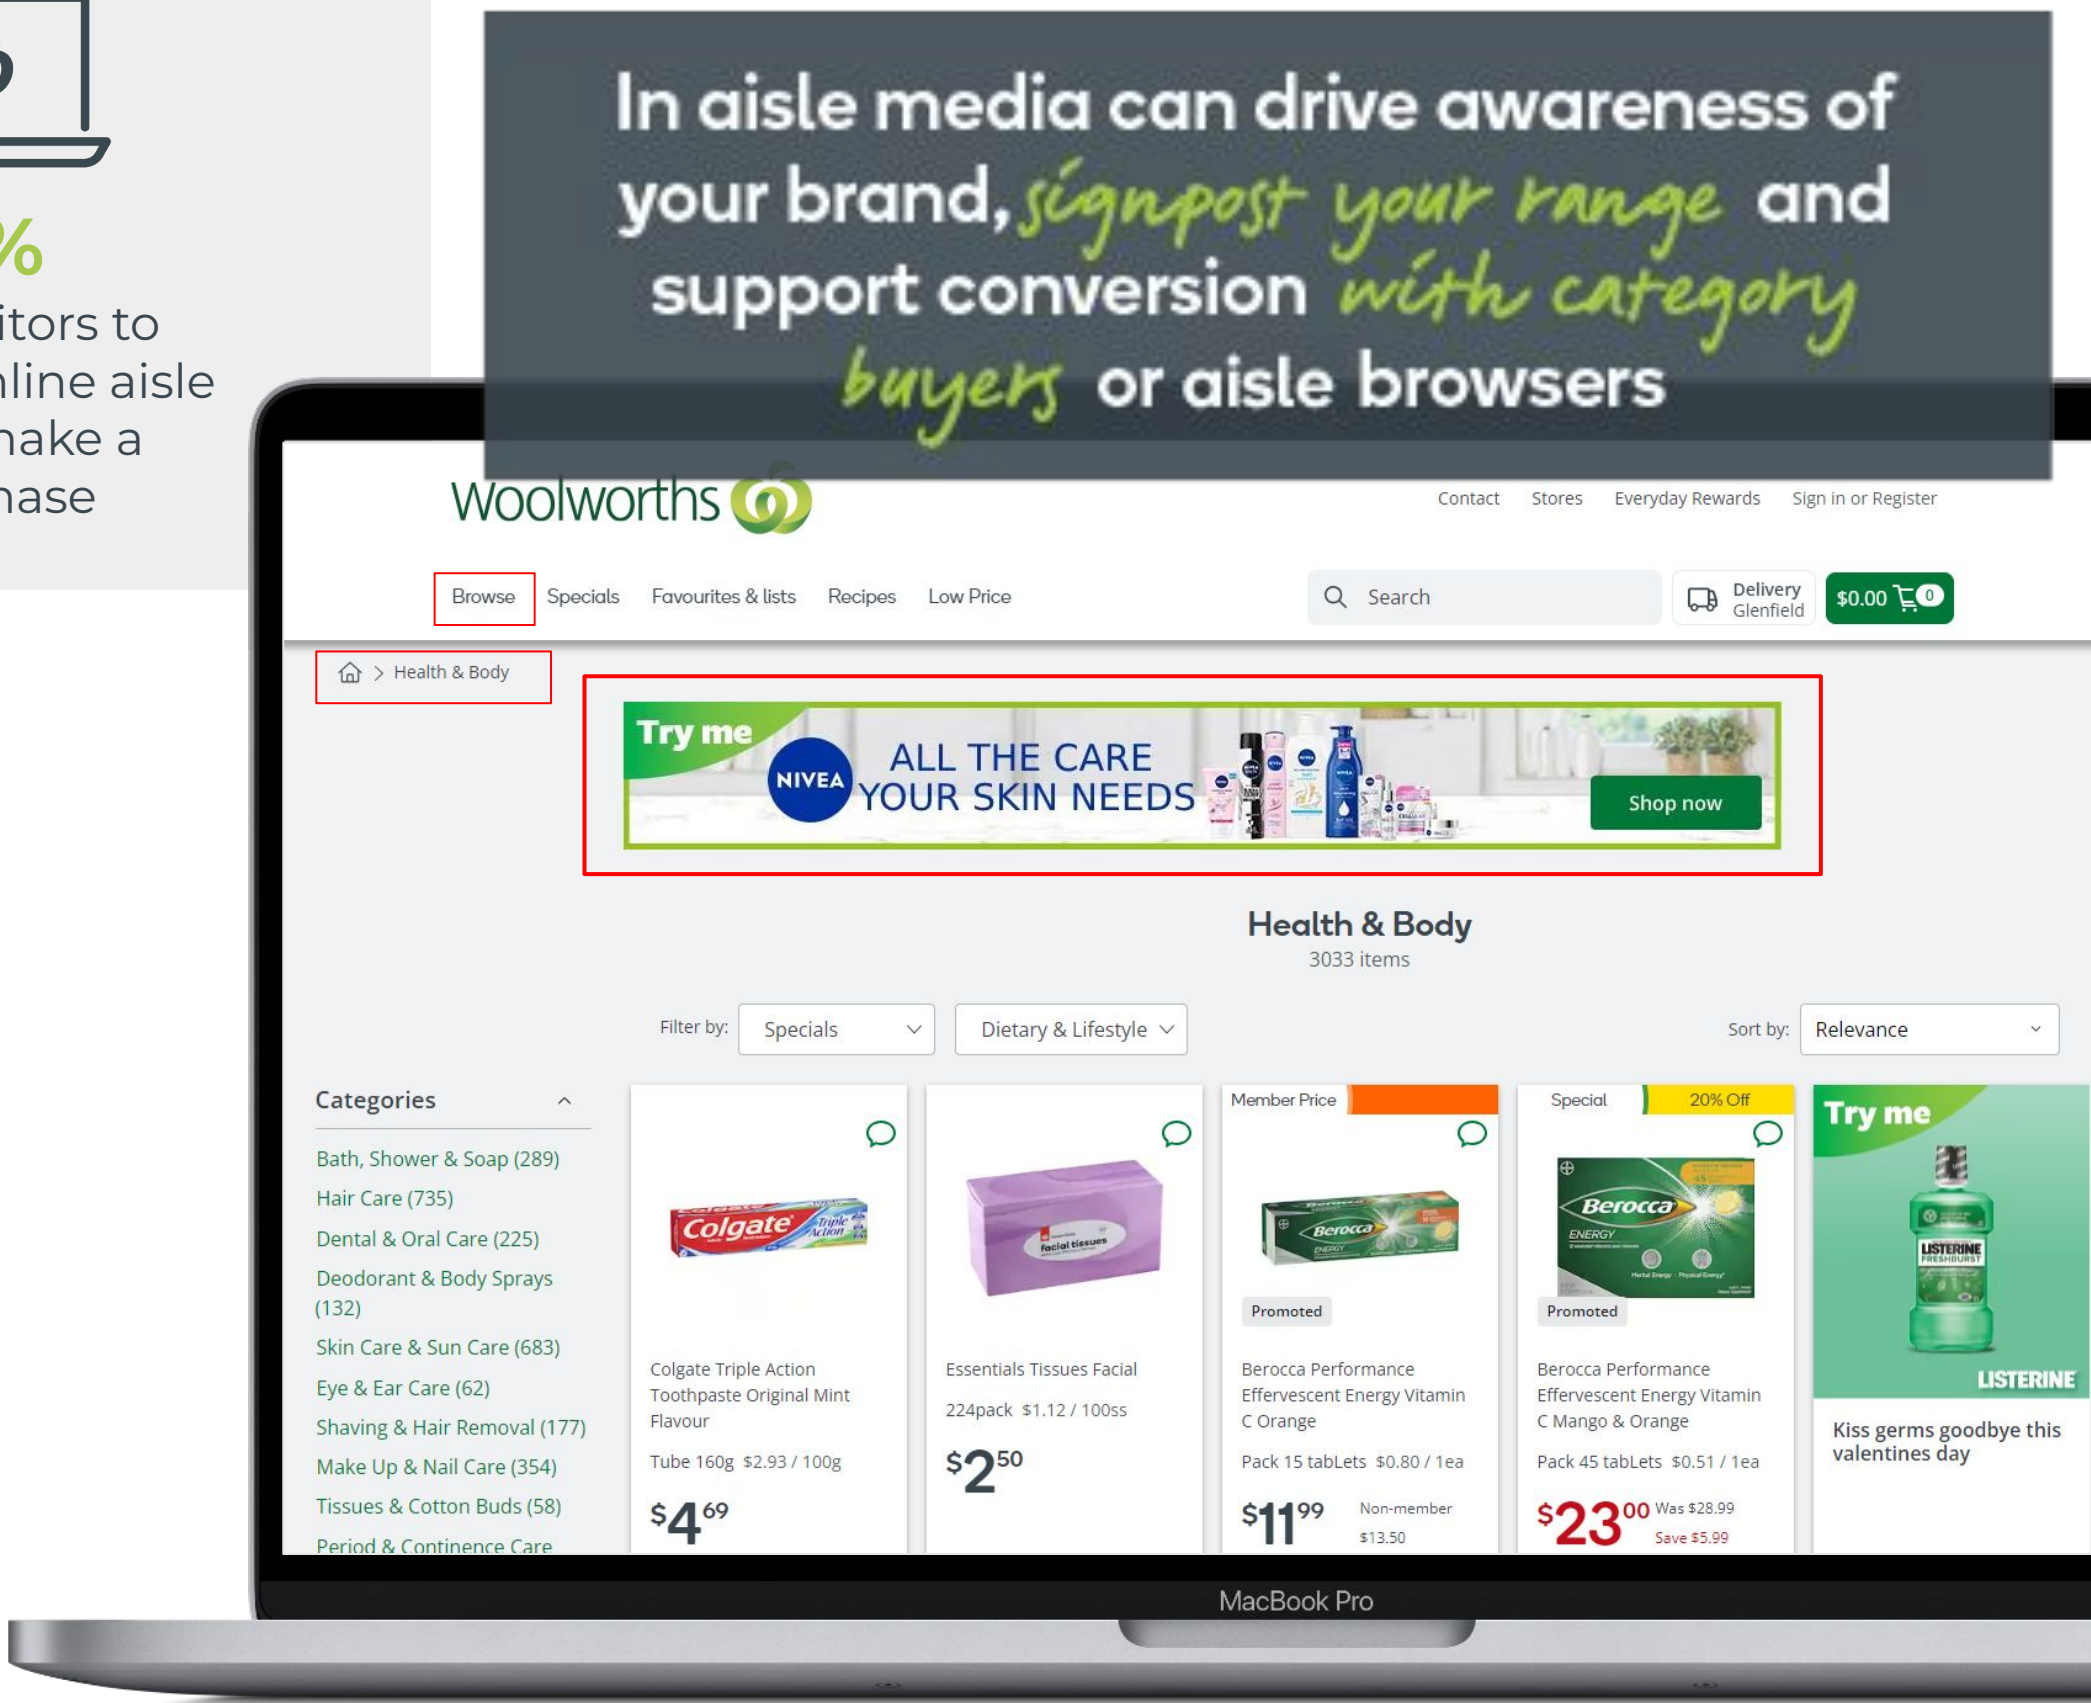 In aisle media can drive awareness of
your brand, signpost your range and
support conversion with category
buyers or aisle browsers
%
itors to
nline aisle
make a
hase
Woolworths
Contact Stores Everyday Rewards Sign in or Register
Browse Specials Favourites & lists Recipes Low Price
Search
Delivery
Glenfield
$0.00 0
> Health & Body
Try me
NIVEA
ALL THE CARE
YOUR SKIN NEEDS
Shop now
Health & Body
3033 items
Filter by: Specials Dietary & Lifestyle
Sort by: Relevance
Categories
Bath, Shower & Soap (289)
Hair Care (735)
Dental & Oral Care (225)
Deodorant & Body Sprays
(132)
Skin Care & Sun Care (683)
Eye & Ear Care (62)
Shaving & Hair Removal (177)
Make Up & Nail Care (354)
Tissues & Cotton Buds (58)
Period & Continence Care
Colgate Triple Action
Colgate Triple Action
Toothpaste Original Mint
Flavour
Tube 160g $2.93 / 100g
$4 69
facial tissues
Essentials Tissues Facial
224pack $1.12 / 100ss
$2 50
Member Price
Berocca
ENERGY
Promoted
Berocca Performance
Effervescent Energy Vitamin
C Orange
Pack 15 tabLets $0.80 / 1ea
$11 99 Non-member
$13.50
Special 20% Off
Berocca
ENERGY
Mental Energy Physical Energy
Promoted
Berocca Performance
Effervescent Energy Vitamin
C Mango & Orange
Pack 45 tabLets $0.51 / 1ea
$23 00 Was $28.99
Save $5.99
Try me
LISTERINE
FRESHBURST
LISTERINE
Kiss germs goodbye this
valentines day
MacBook Pro